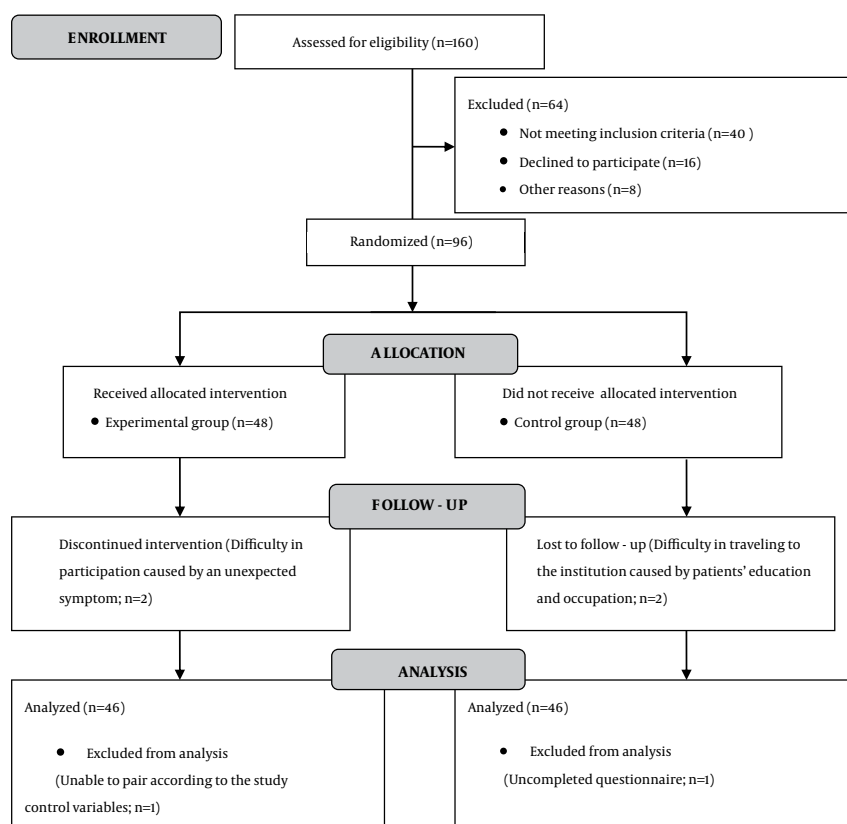 ENROLLMENT
Assessed for eligibility (n=160)
Excluded (n=64)
● Not meeting inclusion criteria (n=40 )
● Declined to participate (n=16)
● Other reasons (n=8)
Randomized (n=96)
ALLOCATION
Received allocated intervention
● Experimental group (n=48)
Did not receive allocated intervention
● Control group (n=48)
FOLLOW - UP
Discontinued intervention (Difficulty in
participation caused by an unexpected
symptom; n=2)
Lost to follow - up (Difficulty in traveling to
the institution caused by patients' education
and occupation; n=2)
ANALYSIS
Analyzed (n=46)
● Excluded from analysis
(Unable to pair according to the study
control variables; n=1)
Analyzed (n=46)
● Excluded from analysis
(Uncompleted questionnaire; n=1)